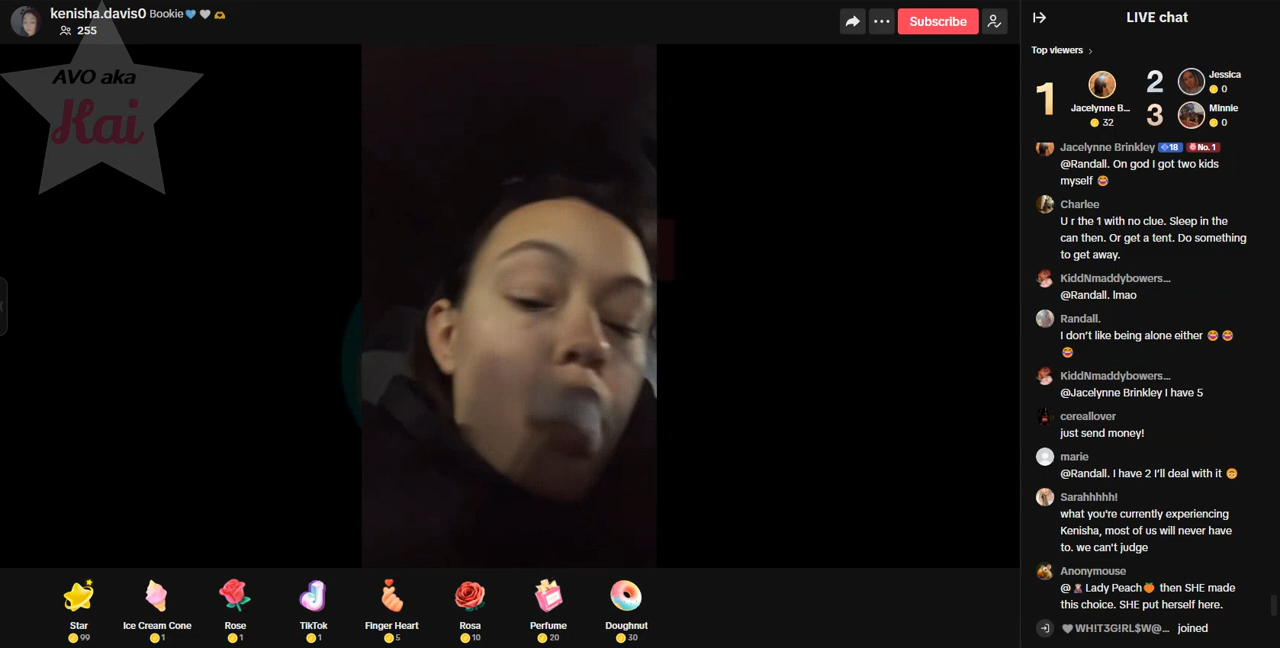 kenisha.davis0 Bookie💙🤍🫶
255
Subscribe
AVO aka
Kai
LIVE chat
Top viewers
1
Jacelynne B...
32
2
Jessica
0
3
Minnie
0
Jacelynne Brinkley 18 No. 1
@Randall. On god I got two kids
myself 😂
Charlee
U r the 1 with no clue. Sleep in the
can then. Or get a tent. Do something
to get away.
KiddNmaddybowers...
@Randall. lmao
Randall.
I don't like being alone either 😂😂
😂
KiddNmaddybowers...
@Jacelynne Brinkley I have 5
cereallover
just send money!
marie
@Randall. I have 2 I'll deal with it 🙃
Sarahhhhh!
what you're currently experiencing
Kenisha, most of us will never have
to. we can't judge
Anonymouse
@ Lady Peach🍑 then SHE made
this choice. SHE put herself here.
WH!T3G!RL$W@... joined
Star
99
Ice Cream Cone
1
Rose
1
TikTok
1
Finger Heart
5
Rosa
10
Perfume
20
Doughnut
30